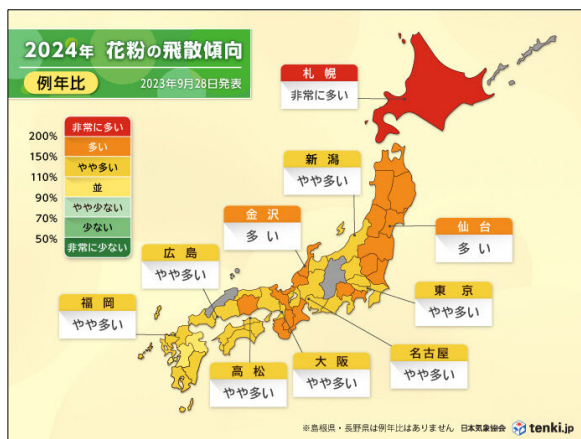 2024年 花粉の飛散傾向
例年比
2023年9月28日発表
札幌
非常に多い
非常に多い
200%
多い
150%
やや多い
110%
並
90%
やや少ない
70%
少ない
50%
非常に少ない
新潟
やや多い
金沢
多い
仙台
多い
広島
やや多い
東京
やや多い
福岡
やや多い
名古屋
やや多い
高松
やや多い
大阪
やや多い
※島根県・長野県は例年比はありません 日本気象協会 tenki.jp